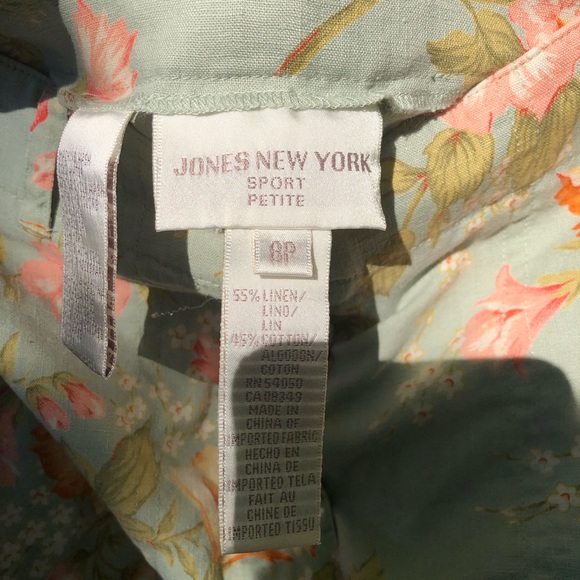 JONES NEW YORK
SPORT
PETITE
8P
55% LINEN/
LINO/
LIN
45% COTTON/
ALGODON/
COTON
RN 54050
CA 08349
MADE IN
CHINA OF
IMPORTED FABRIC
HECHO EN
CHINA DE
IMPORTED TELA
FAIT AU
CHINE DE
IMPORTED TISSU